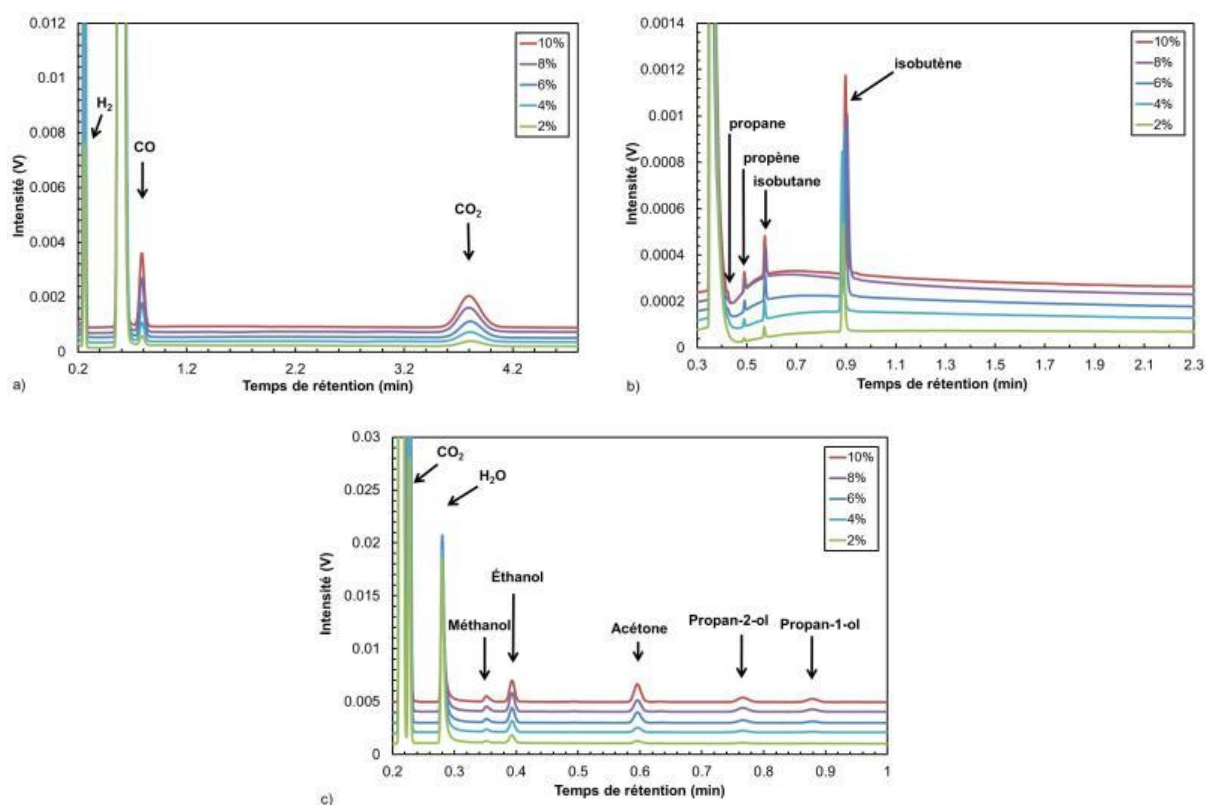 0.012
0.01
0.008
0.006
0.004
0.002
0
Intensité (V)
H2
CO
CO2
10%
8%
6%
4%
2%
0.2
1.2
2.2
3.2
4.2
Temps de rétention (min)
a)
0.0014
0.0012
0.001
0.0008
0.0006
0.0004
0.0002
0
Intensité (V)
propane
propène
isobutane
isobutène
10%
8%
6%
4%
2%
0.3
0.5
0.7
0.9
1.1
1.3
1.5
1.7
1.9
2.1
2.3
Temps de rétention (min)
b)
0.03
0.025
0.02
0.015
0.01
0.005
0
Intensité (V)
CO2
H2O
Méthanol
Éthanol
Acétone
Propan-2-ol
Propan-1-ol
10%
8%
6%
4%
2%
0.2
0.3
0.4
0.5
0.6
0.7
0.8
0.9
1
Temps de rétention (min)
c)